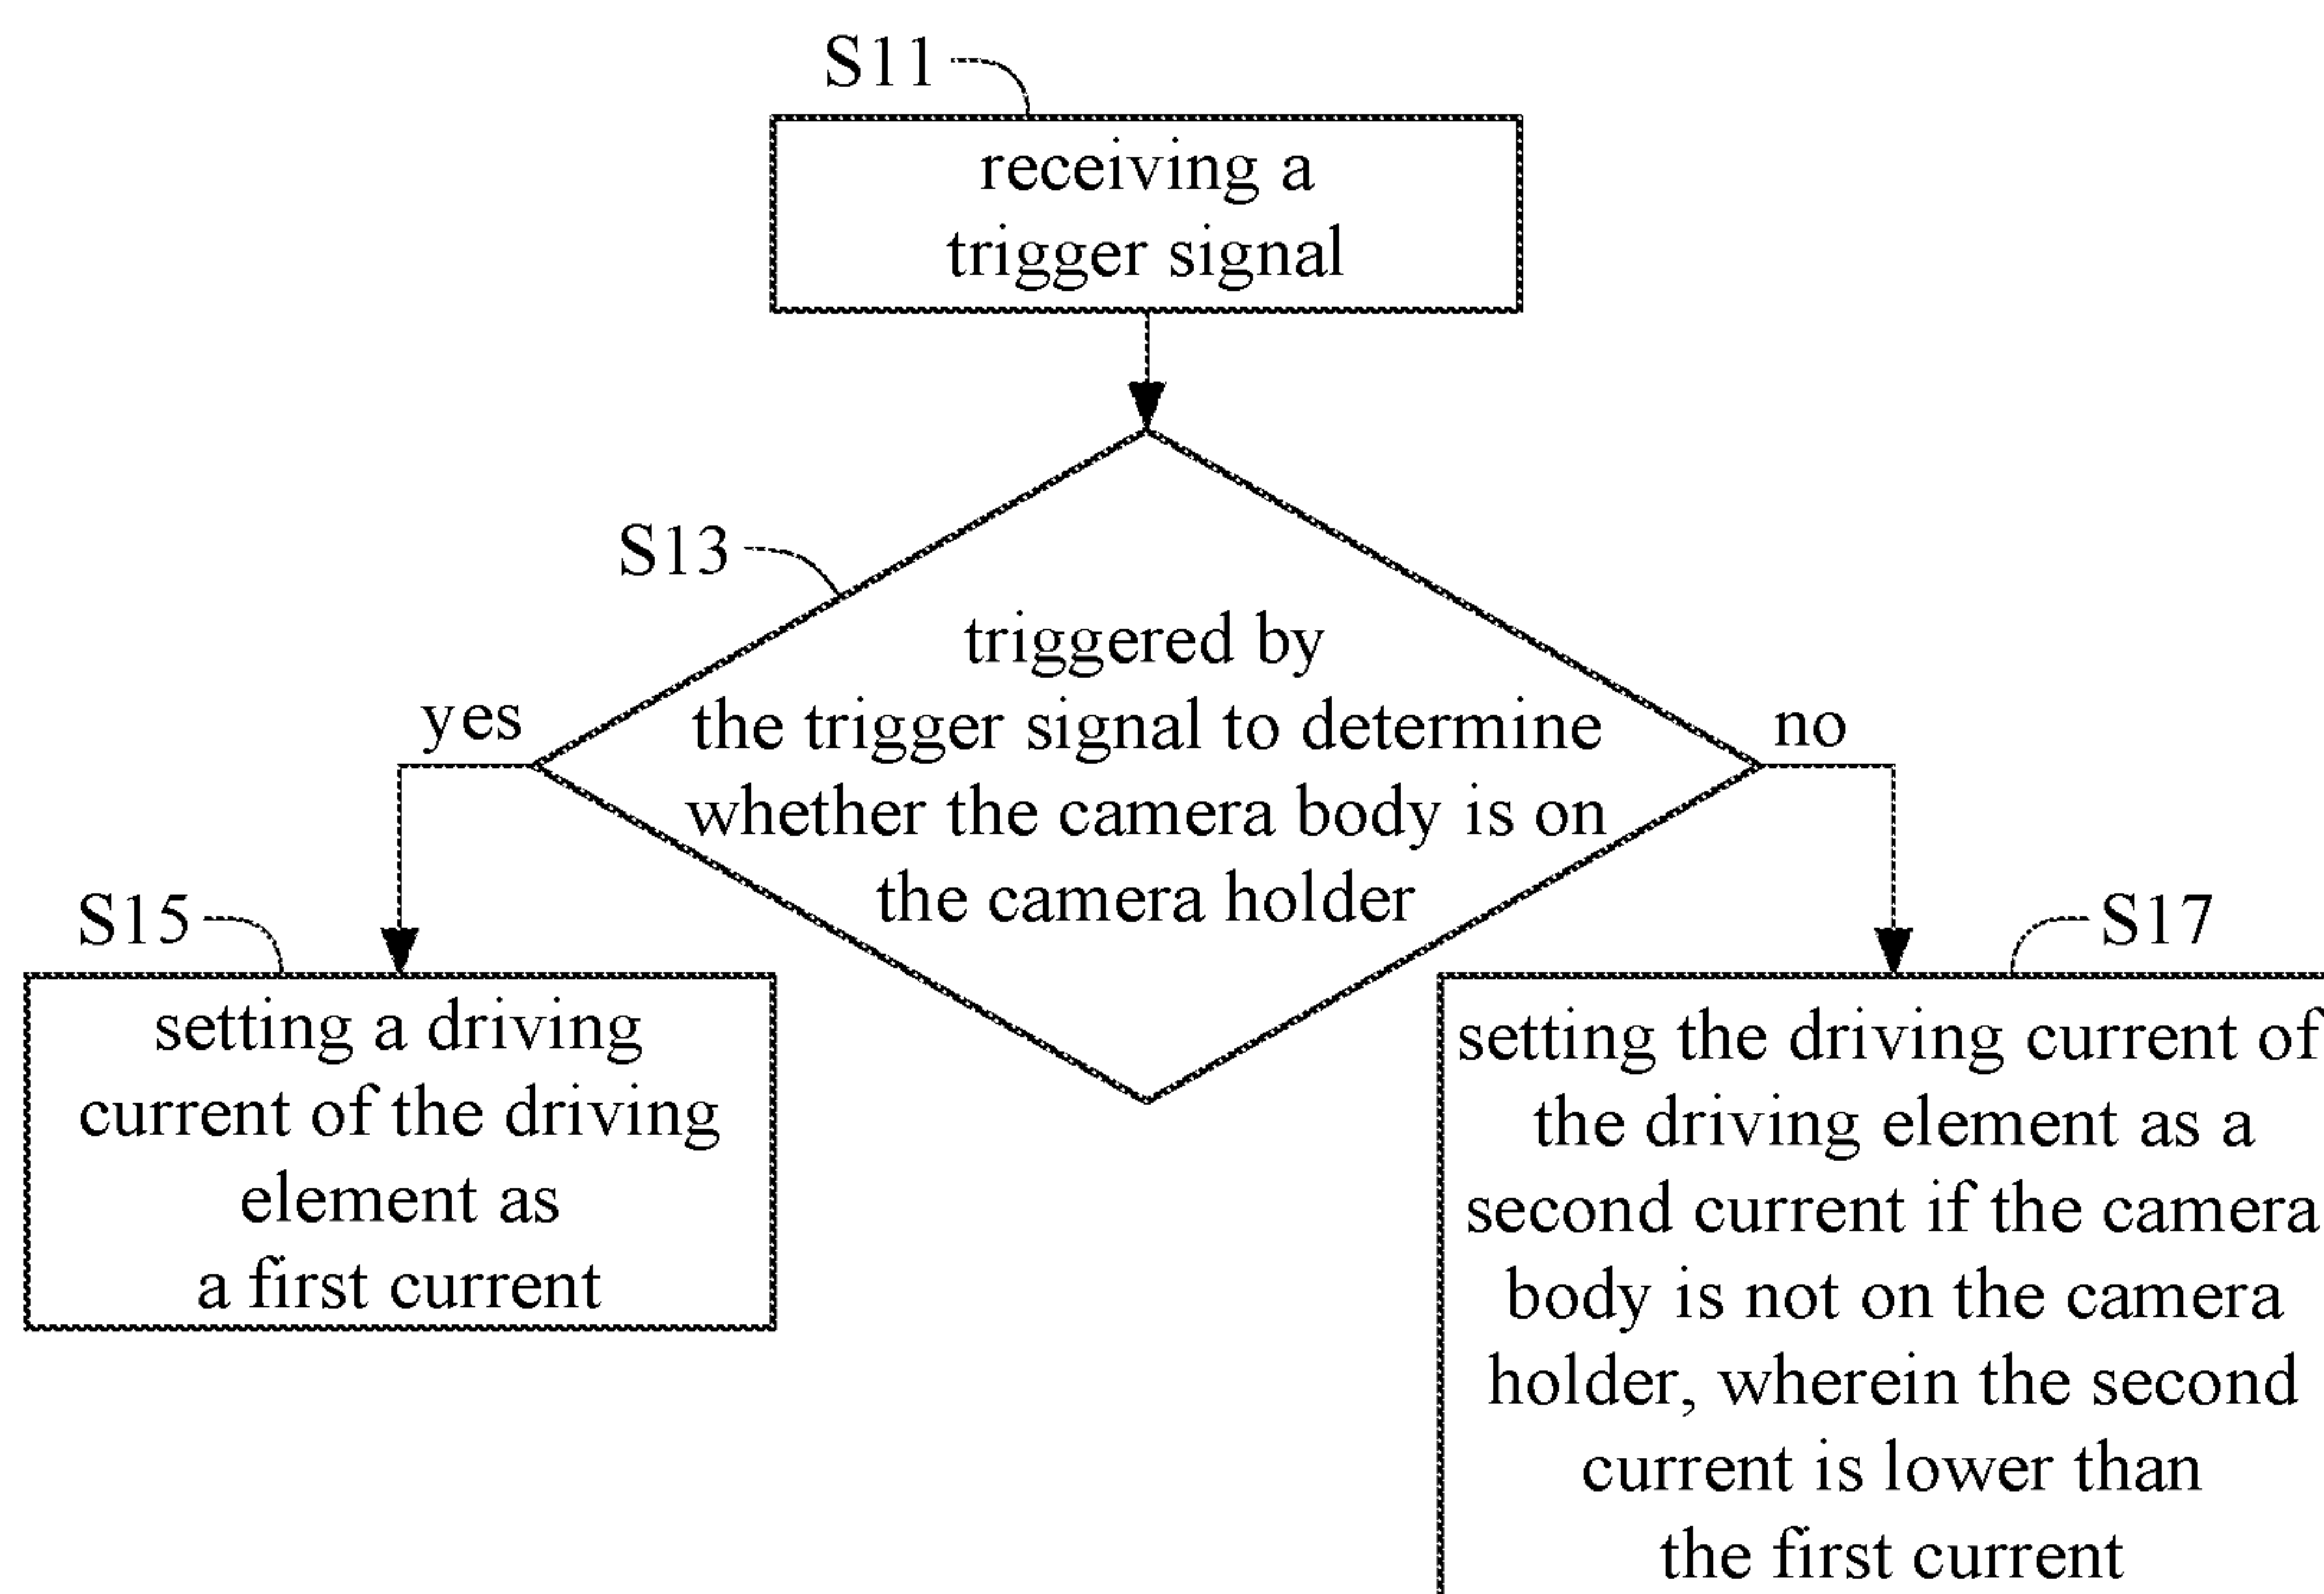 S11
receiving a
trigger signal
S13
triggered by
the trigger signal to determine
whether the camera body is on
the camera holder
yes
no
S15
setting a driving
current of the driving
element as
a first current
S17
setting the driving current of
the driving element as a
second current if the camera
body is not on the camera
holder, wherein the second
current is lower than
the first current